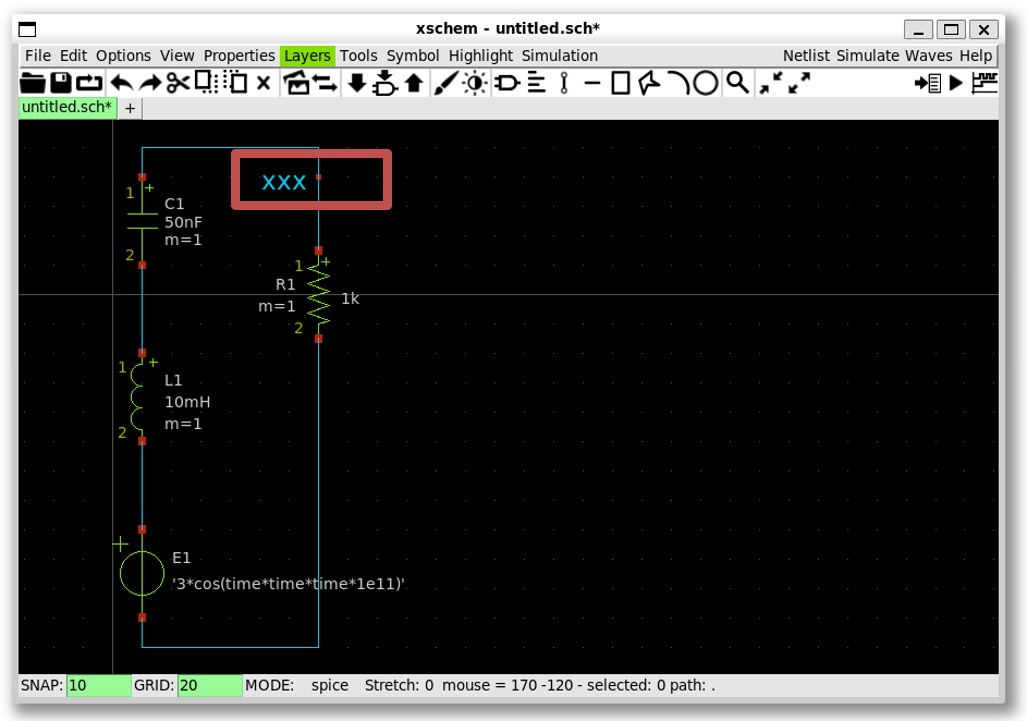 xschem - untitled.sch*
File Edit Options View Properties Layers Tools Symbol Highlight Simulation Netlist Simulate Waves Help
untitled.sch* +
xxx
1
C1
50nF
m=1
2
1
R1
m=1
1k
2
1
L1
10mH
m=1
2
E1
'3*cos(time*time*time*1e11)'
SNAP: 10 GRID: 20 MODE: spice Stretch: 0 mouse = 170 -120 - selected: 0 path: .